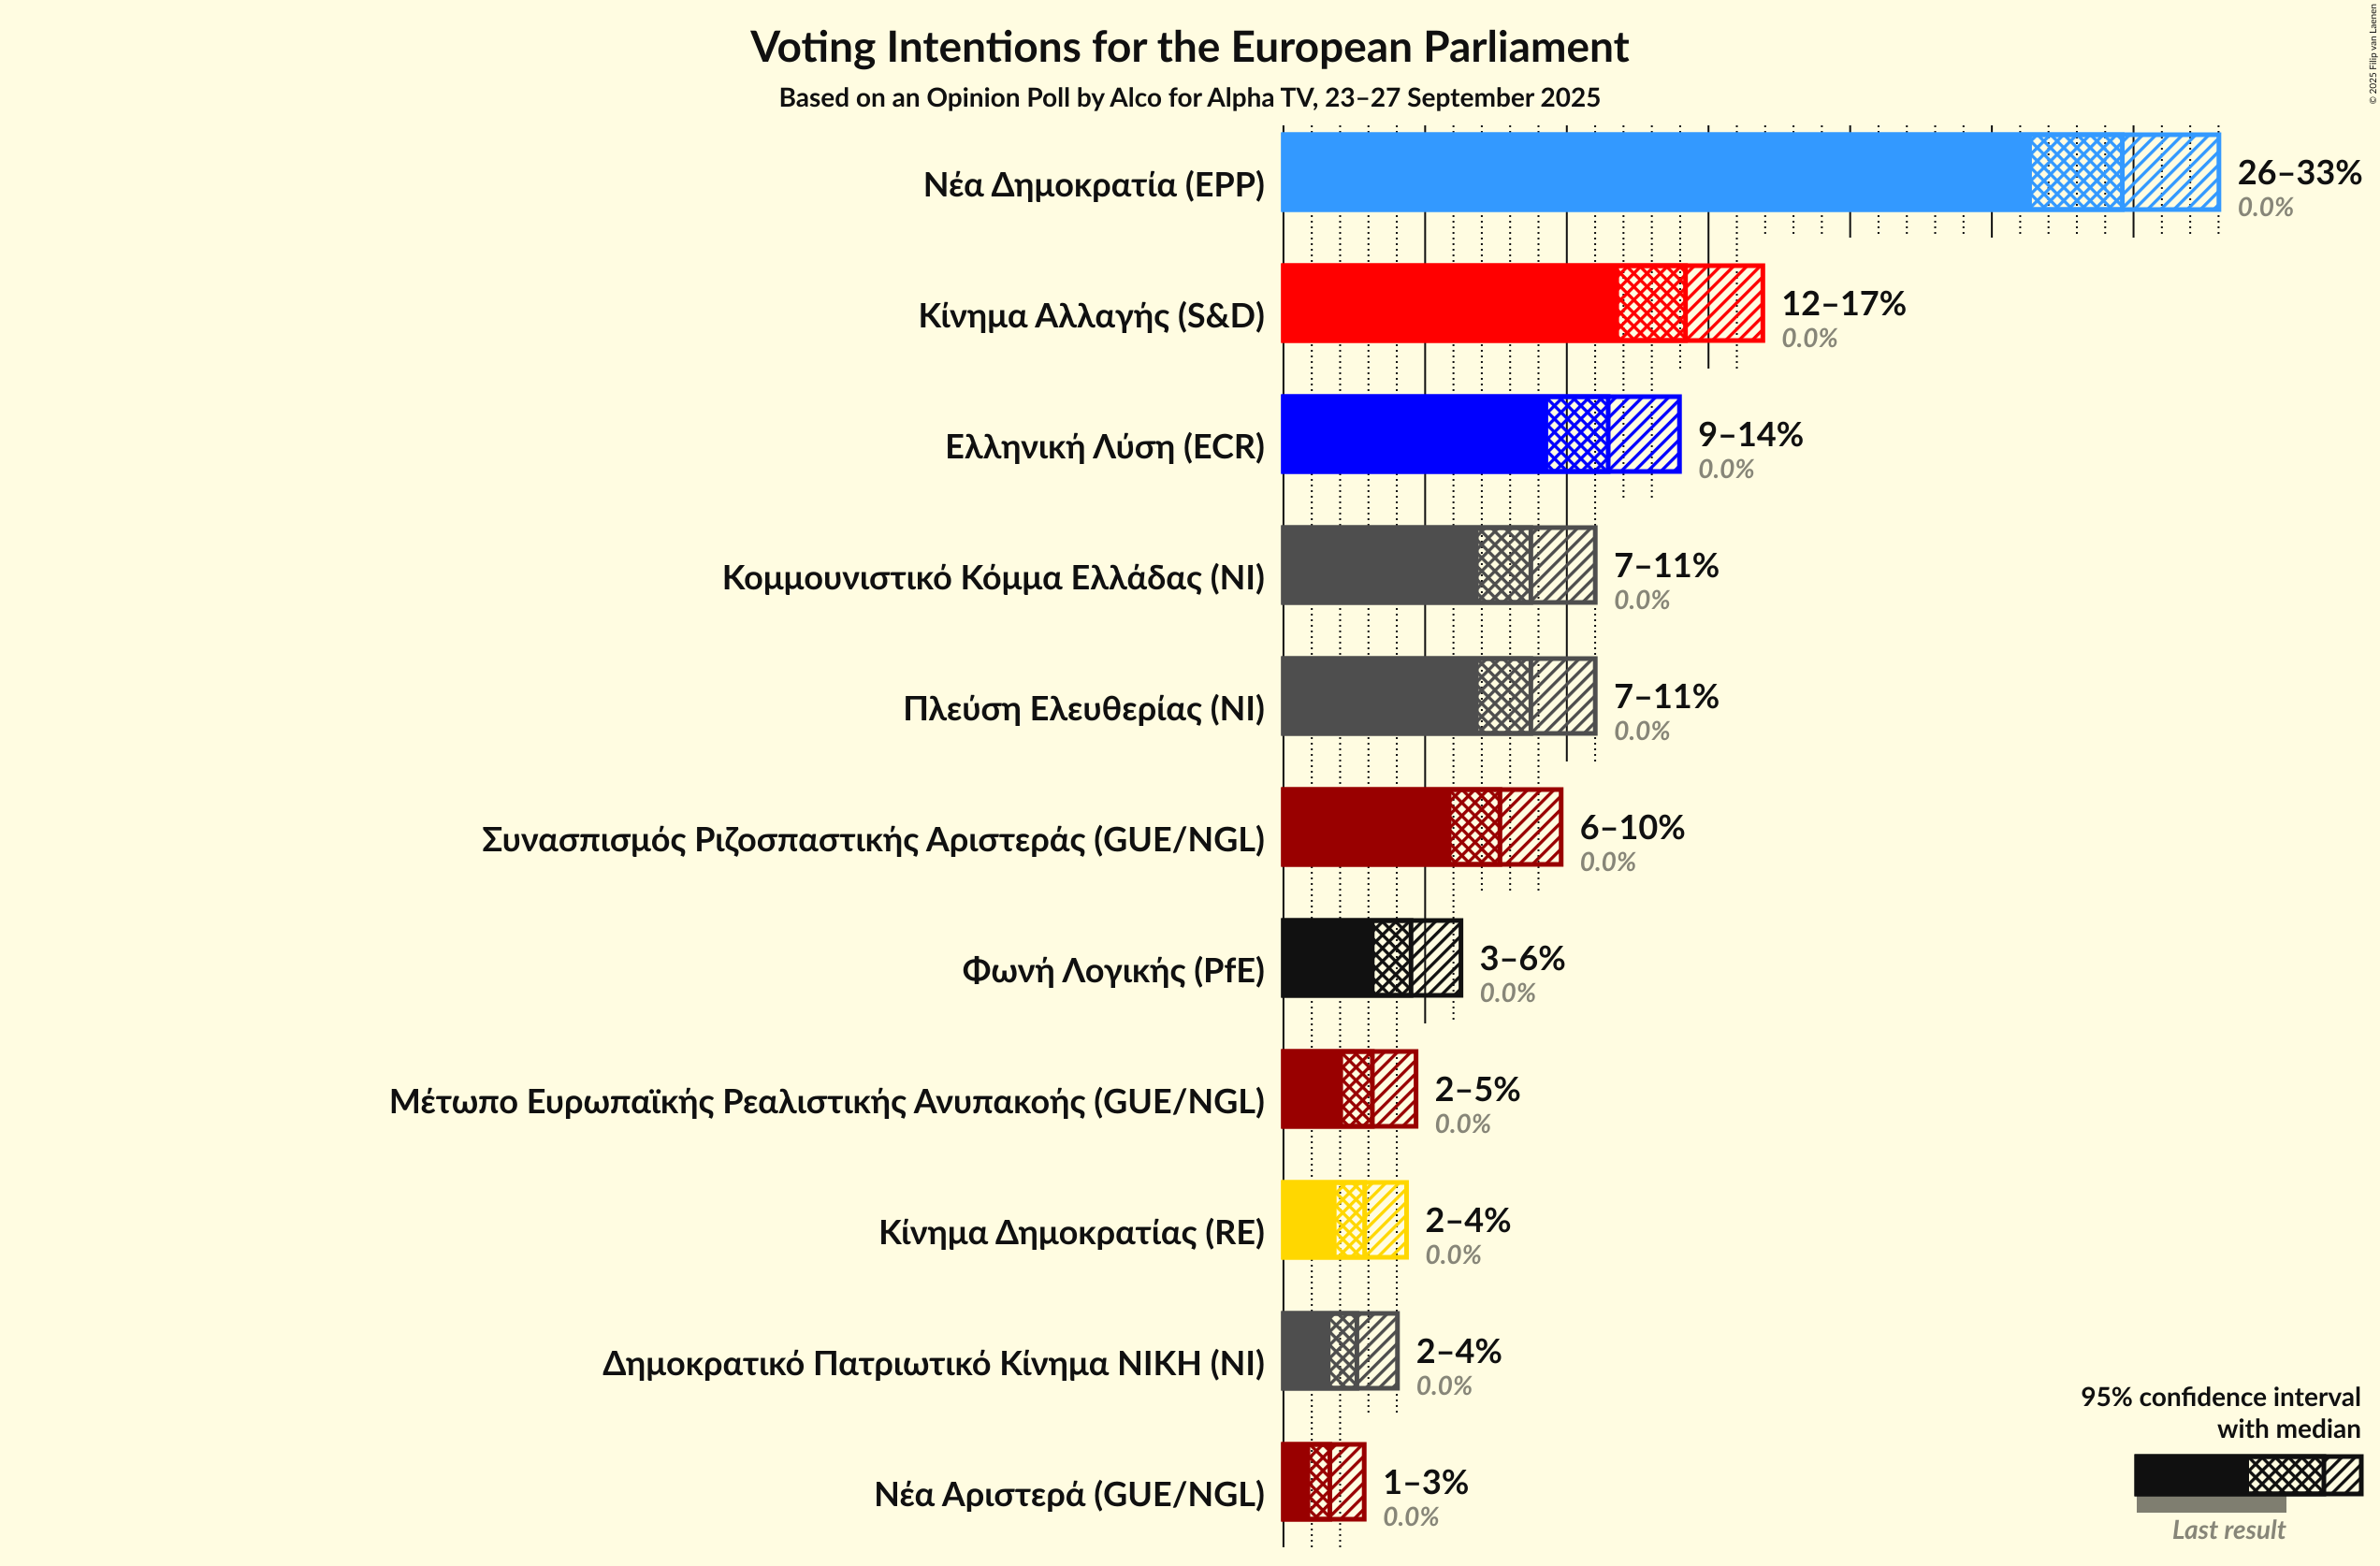 Voting Intentions for the European Parliament
Based on an Opinion Poll by Alco for Alpha TV, 23–27 September 2025
© 2025 Filip van Laenen
Νέα Δημοκρατία (EPP)
26–33%
0.0%
Κίνημα Αλλαγής (S&D)
12–17%
0.0%
Ελληνική Λύση (ECR)
9–14%
0.0%
Κομμουνιστικό Κόμμα Ελλάδας (NI)
7–11%
0.0%
Πλεύση Ελευθερίας (NI)
7–11%
0.0%
Συνασπισμός Ριζοσπαστικής Αριστεράς (GUE/NGL)
6–10%
0.0%
Φωνή Λογικής (PfE)
3–6%
0.0%
Μέτωπο Ευρωπαϊκής Ρεαλιστικής Ανυπακοής (GUE/NGL)
2–5%
0.0%
Κίνημα Δημοκρατίας (RE)
2–4%
0.0%
Δημοκρατικό Πατριωτικό Κίνημα ΝΙΚΗ (NI)
2–4%
0.0%
Νέα Αριστερά (GUE/NGL)
1–3%
0.0%
95% confidence interval
with median
Last result